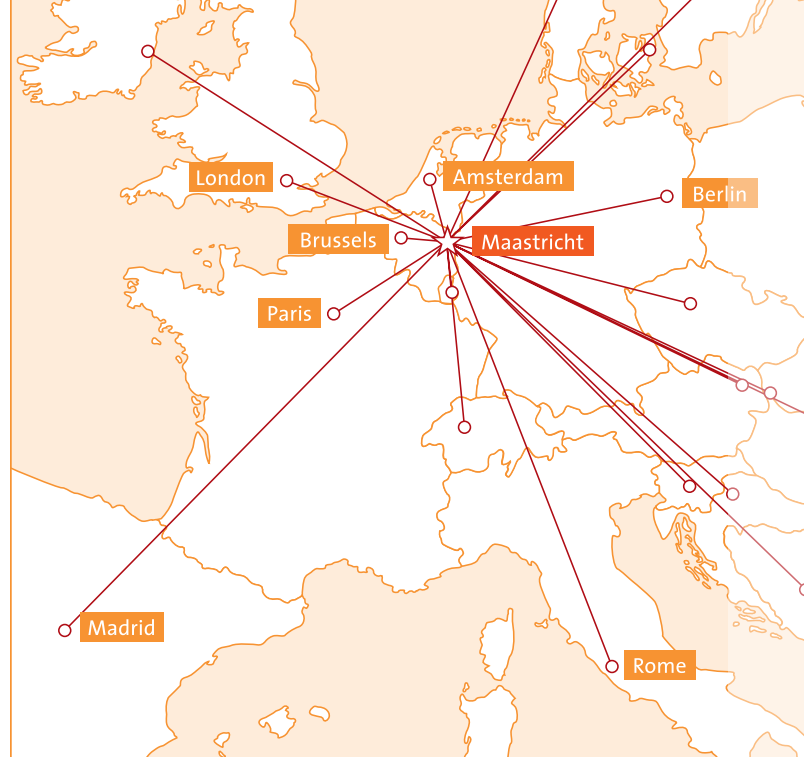 London
Amsterdam
Berlin
Brussels
Maastricht
Paris
Madrid
Rome